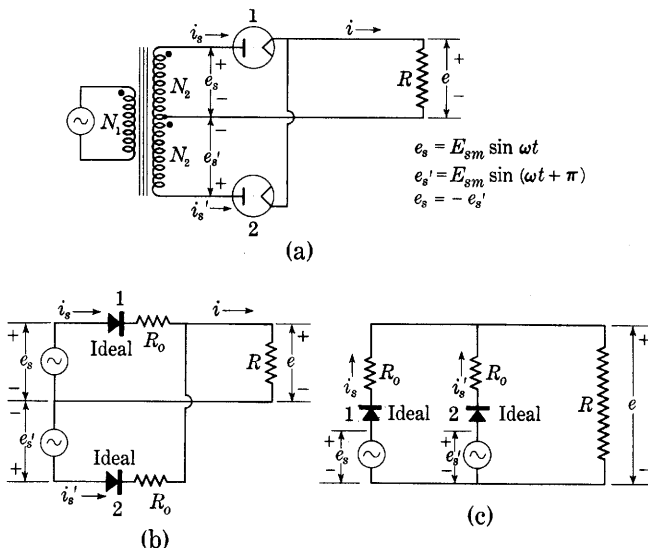 1
i_s
i
N_1
N_2
+
e_s
−
R
+
e
−
N_2
−
e_s'
+
i_s'
2
e_s = E_sm sin ωt
e_s' = E_sm sin (ωt + π)
e_s = − e_s'
(a)
i_s
1
i
Ideal
R_o
+
e_s
−
R
+
e
−
−
e_s'
+
Ideal
i_s'
2
R_o
(b)
i_s
R_o
i_s'
R_o
R
+
e
−
1
Ideal
2
Ideal
+
e_s
−
+
e_s'
−
(c)